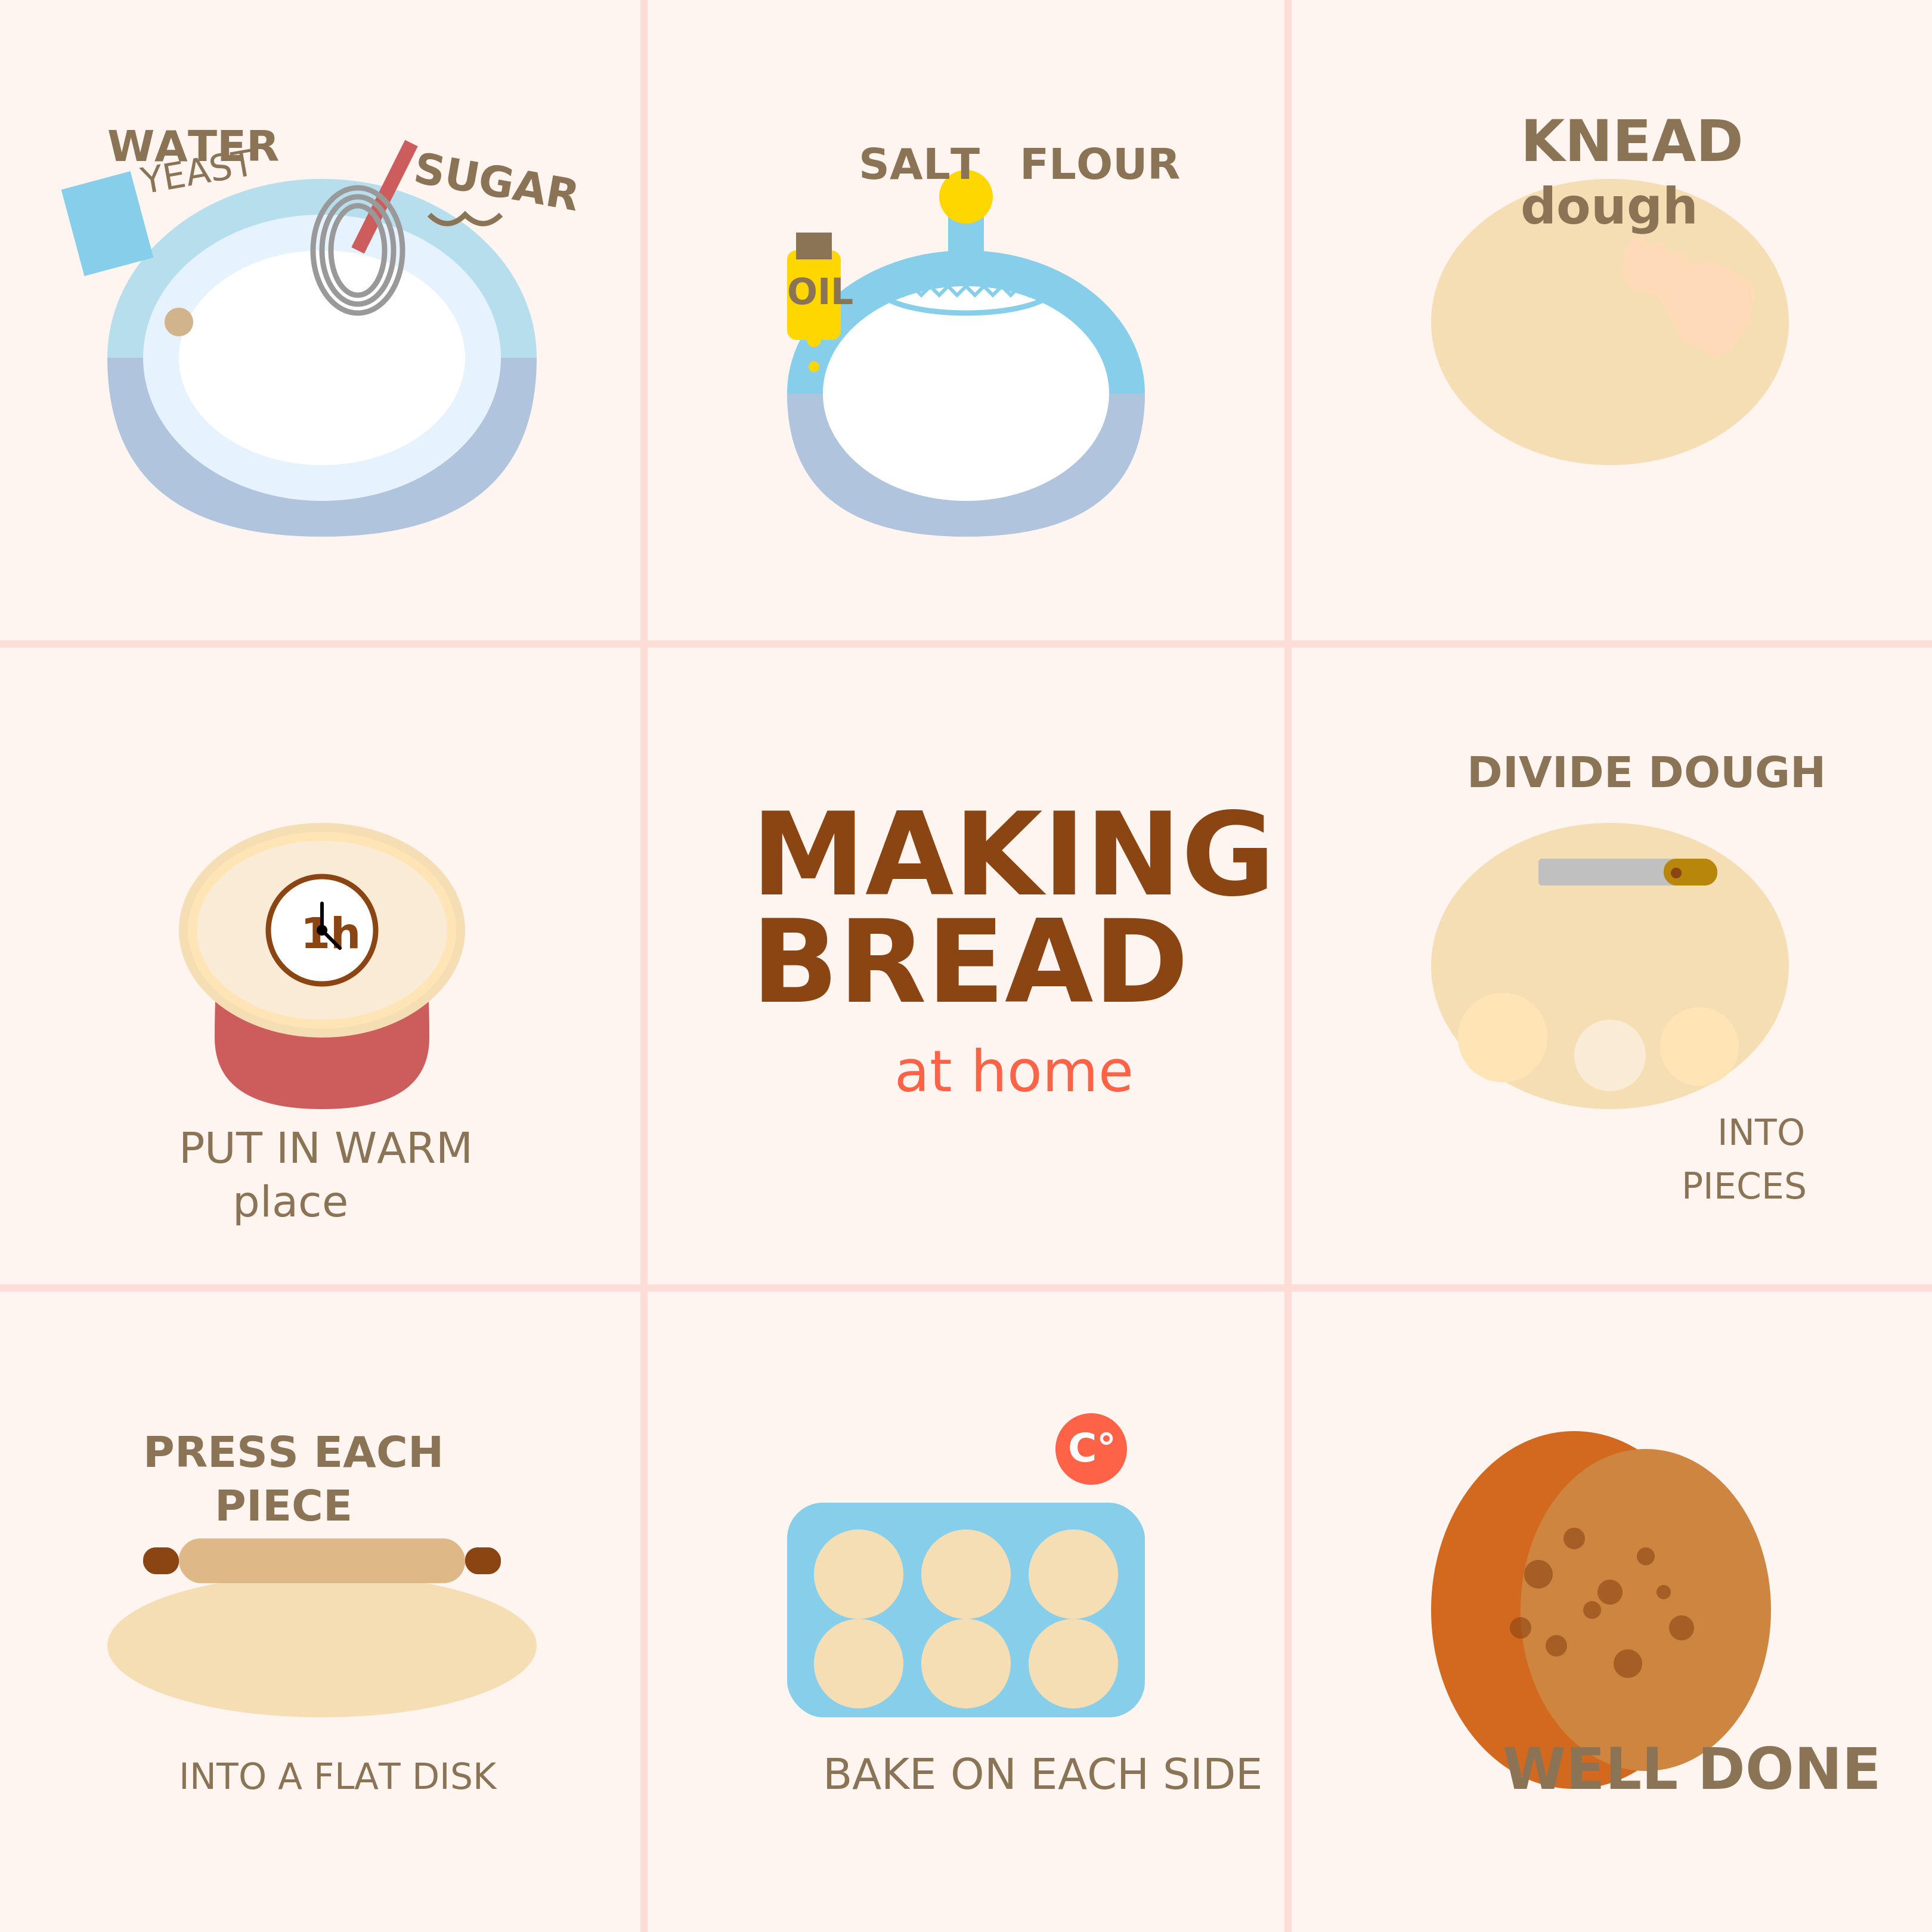 WATER
YEAST
SUGAR
SALT FLOUR
OIL
KNEAD
dough
1h
PUT IN WARM
place
MAKING
BREAD
at home
DIVIDE DOUGH
INTO
PIECES
PRESS EACH
PIECE
INTO A FLAT DISK
C°
BAKE ON EACH SIDE
WELL DONE